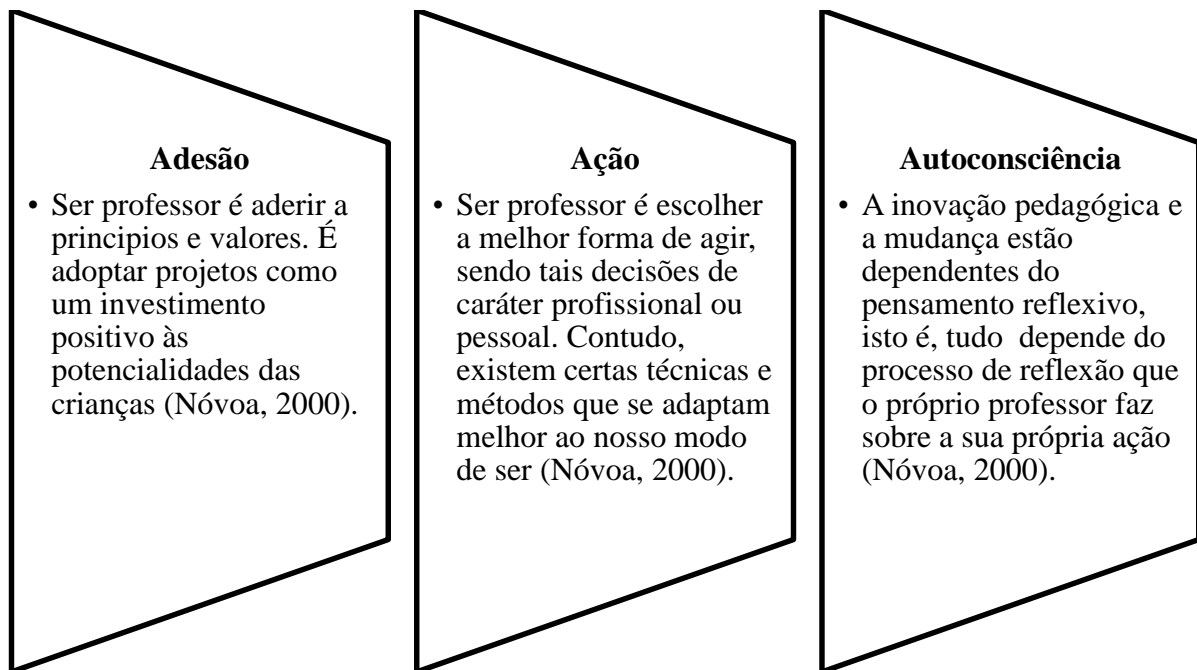 Adesão
• Ser professor é aderir a
principios e valores. É
adoptar projetos como
um investimento
positivo às
potencialidades das
crianças (Nóvoa, 2000).
Ação
• Ser professor é escolher
a melhor forma de agir,
sendo tais decisões de
caráter profissional ou
pessoal. Contudo,
existem certas técnicas e
métodos que se adaptam
melhor ao nosso modo
de ser (Nóvoa, 2000).
Autoconsciência
• A inovação pedagógica e
a mudança estão
dependentes do
pensamento reflexivo,
isto é, tudo depende do
processo de reflexão que
o próprio professor faz
sobre a sua própria ação
(Nóvoa, 2000).